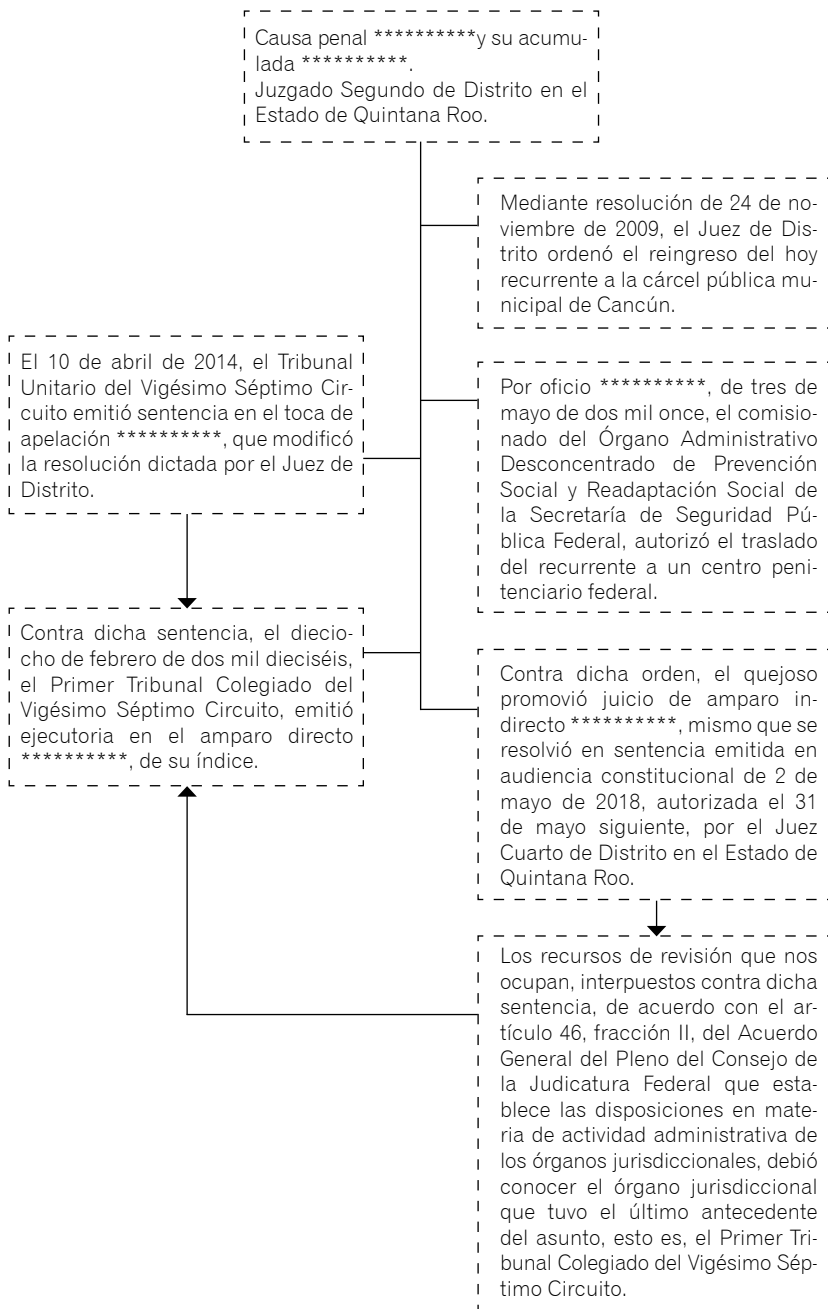 Causa penal **********y su acumu-
lada **********.
Juzgado Segundo de Distrito en el
Estado de Quintana Roo.
Mediante resolución de 24 de no-
viembre de 2009, el Juez de Dis-
trito ordenó el reingreso del hoy
recurrente a la cárcel pública mu-
nicipal de Cancún.
El 10 de abril de 2014, el Tribunal
Unitario del Vigésimo Séptimo Cir-
cuito emitió sentencia en el toca de
apelación **********, que modificó
la resolución dictada por el Juez de
Distrito.
Por oficio **********, de tres de
mayo de dos mil once, el comisio-
nado del Órgano Administrativo
Desconcentrado de Prevención
Social y Readaptación Social de
la Secretaría de Seguridad Pú-
blica Federal, autorizó el traslado
del recurrente a un centro peni-
tenciario federal.
Contra dicha sentencia, el diecio-
cho de febrero de dos mil dieciséis,
el Primer Tribunal Colegiado del
Vigésimo Séptimo Circuito, emitió
ejecutoria en el amparo directo
**********, de su índice.
Contra dicha orden, el quejoso
promovió juicio de amparo in-
directo **********, mismo que se
resolvió en sentencia emitida en
audiencia constitucional de 2 de
mayo de 2018, autorizada el 31
de mayo siguiente, por el Juez
Cuarto de Distrito en el Estado de
Quintana Roo.
Los recursos de revisión que nos
ocupan, interpuestos contra dicha
sentencia, de acuerdo con el ar-
tículo 46, fracción II, del Acuerdo
General del Pleno del Consejo de
la Judicatura Federal que esta-
blece las disposiciones en mate-
ria de actividad administrativa de
los órganos jurisdiccionales, debió
conocer el órgano jurisdiccional
que tuvo el último antecedente
del asunto, esto es, el Primer Tri-
bunal Colegiado del Vigésimo Sép-
timo Circuito.